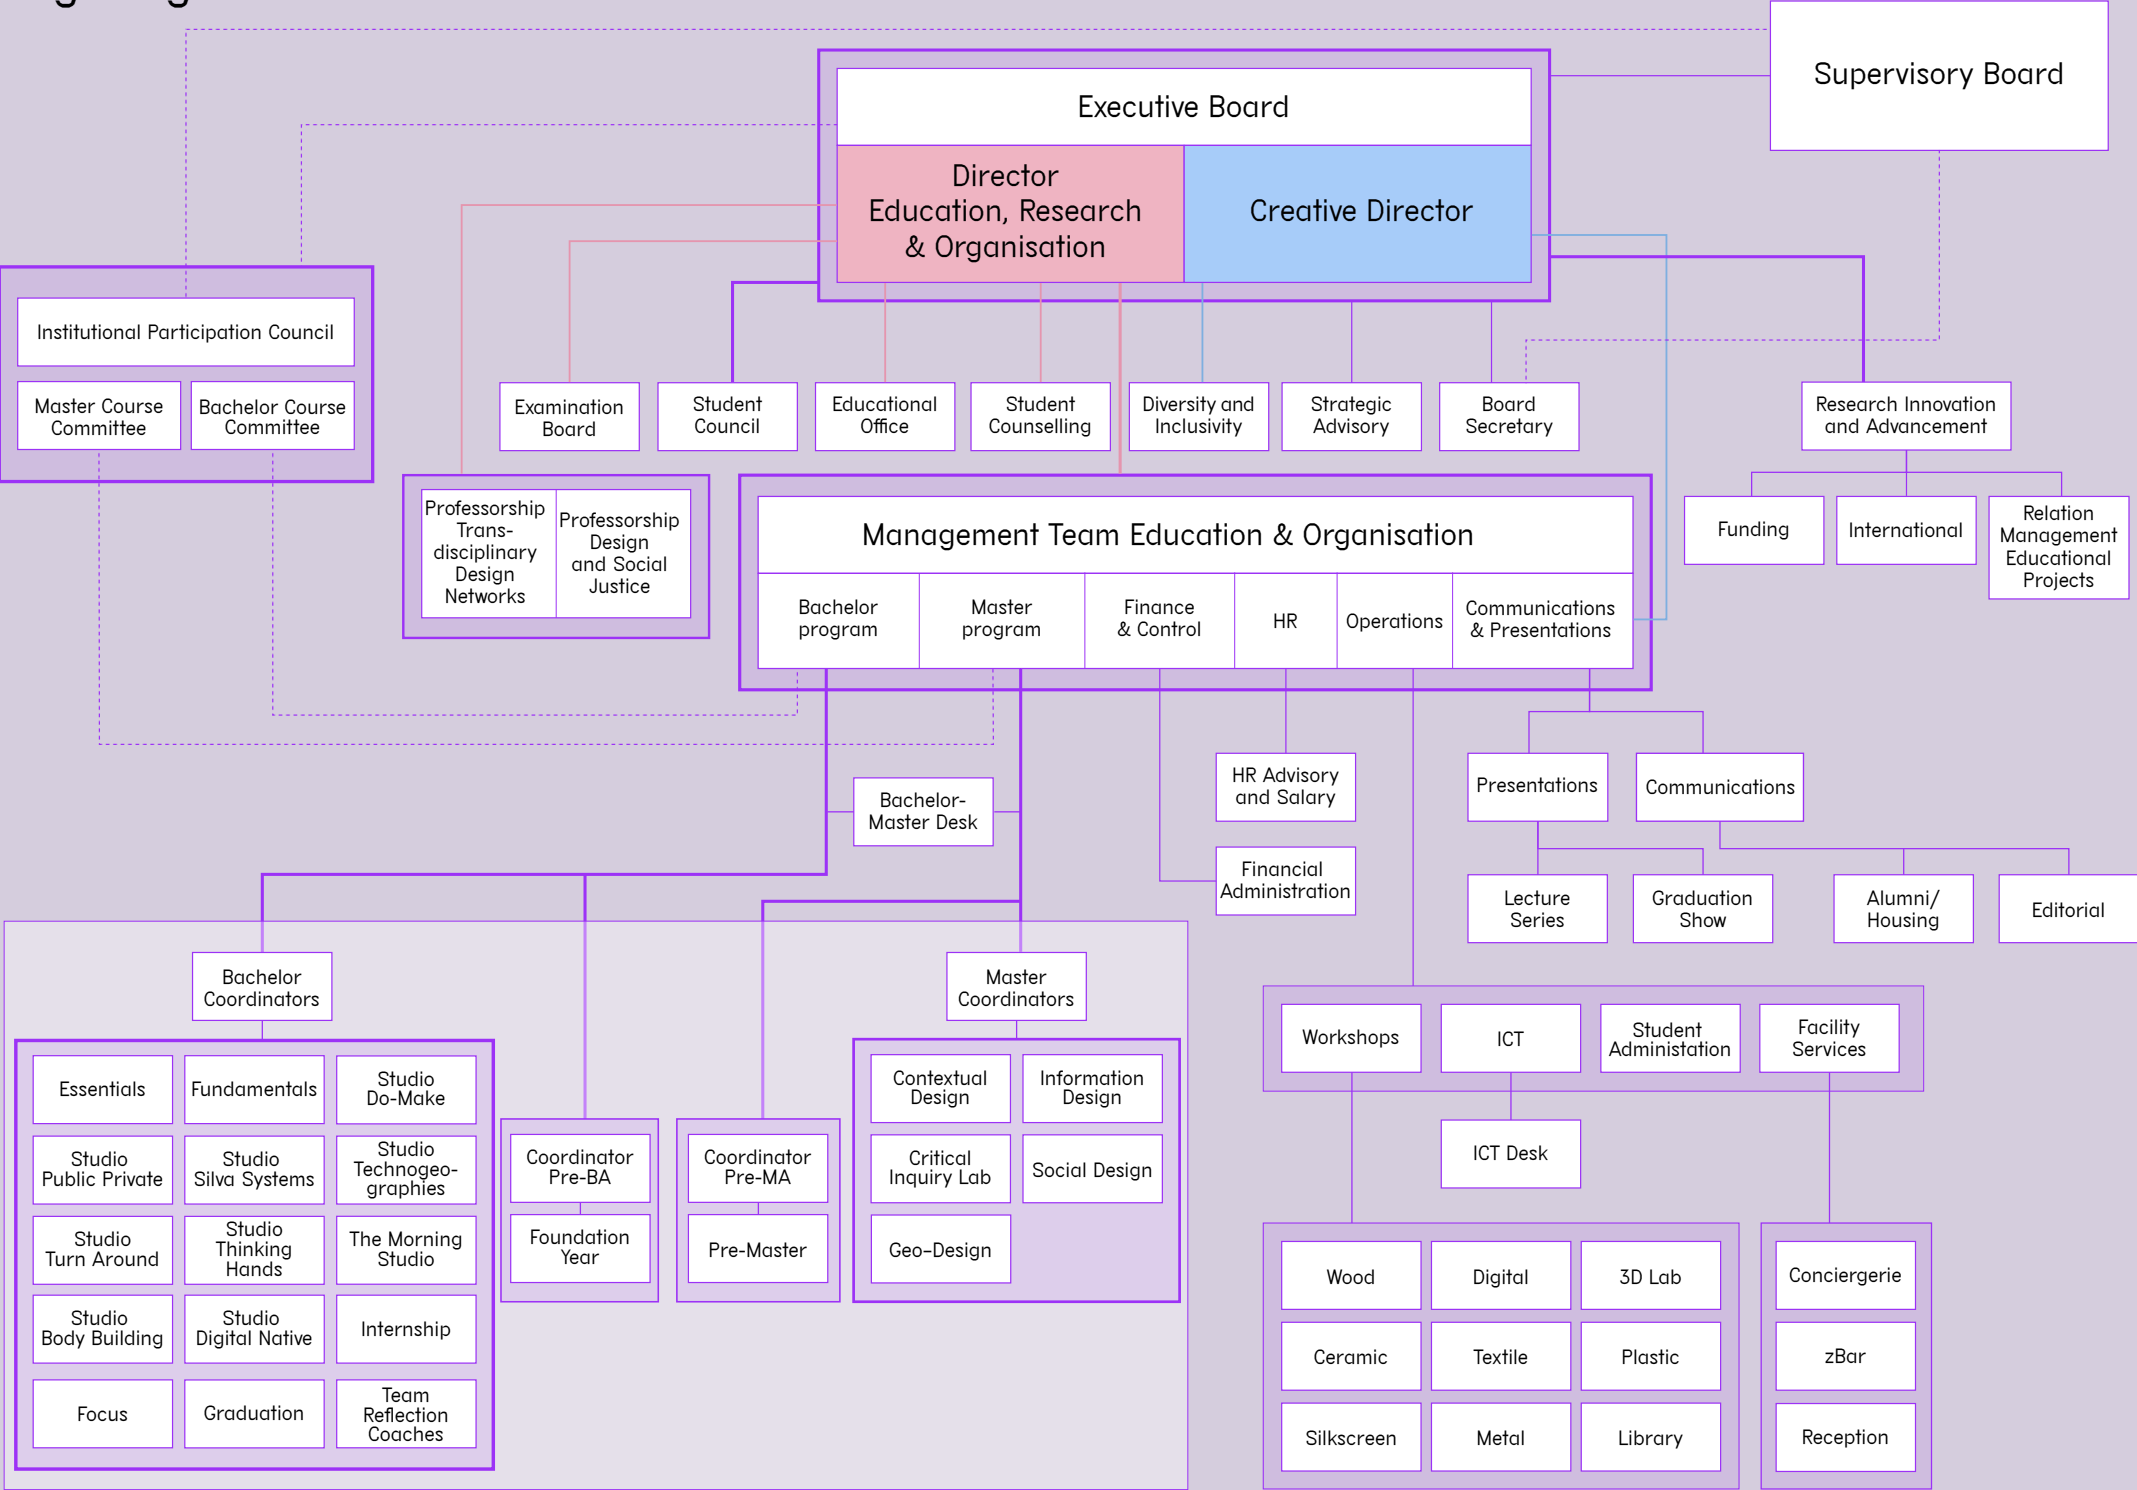 Supervisory Board
Executive Board
Director
Education, Research
& Organisation
Creative Director
Institutional Participation Council
Master Course
Committee
Bachelor Course
Committee
Examination
Board
Student
Council
Educational
Office
Student
Counselling
Diversity and
Inclusivity
Strategic
Advisory
Board
Secretary
Research Innovation
and Advancement
Funding
International
Relation
Management
Educational
Projects
Professorship
Trans-
disciplinary
Design
Networks
Professorship
Design
and Social
Justice
Management Team Education & Organisation
Bachelor
program
Master
program
Finance
& Control
HR
Operations
Communications
& Presentations
Bachelor-
Master Desk
HR Advisory
and Salary
Financial
Administration
Presentations
Communications
Lecture
Series
Graduation
Show
Alumni/
Housing
Editorial
Bachelor
Coordinators
Master
Coordinators
Workshops
ICT
Student
Administation
Facility
Services
ICT Desk
Essentials
Fundamentals
Studio
Do-Make
Studio
Public Private
Studio
Silva Systems
Studio
Technogeo-
graphies
Studio
Turn Around
Studio
Thinking
Hands
The Morning
Studio
Studio
Body Building
Studio
Digital Native
Internship
Focus
Graduation
Team
Reflection
Coaches
Coordinator
Pre-BA
Foundation
Year
Coordinator
Pre-MA
Pre-Master
Contextual
Design
Information
Design
Critical
Inquiry Lab
Social Design
Geo-Design
Wood
Digital
3D Lab
Ceramic
Textile
Plastic
Silkscreen
Metal
Library
Conciergerie
zBar
Reception